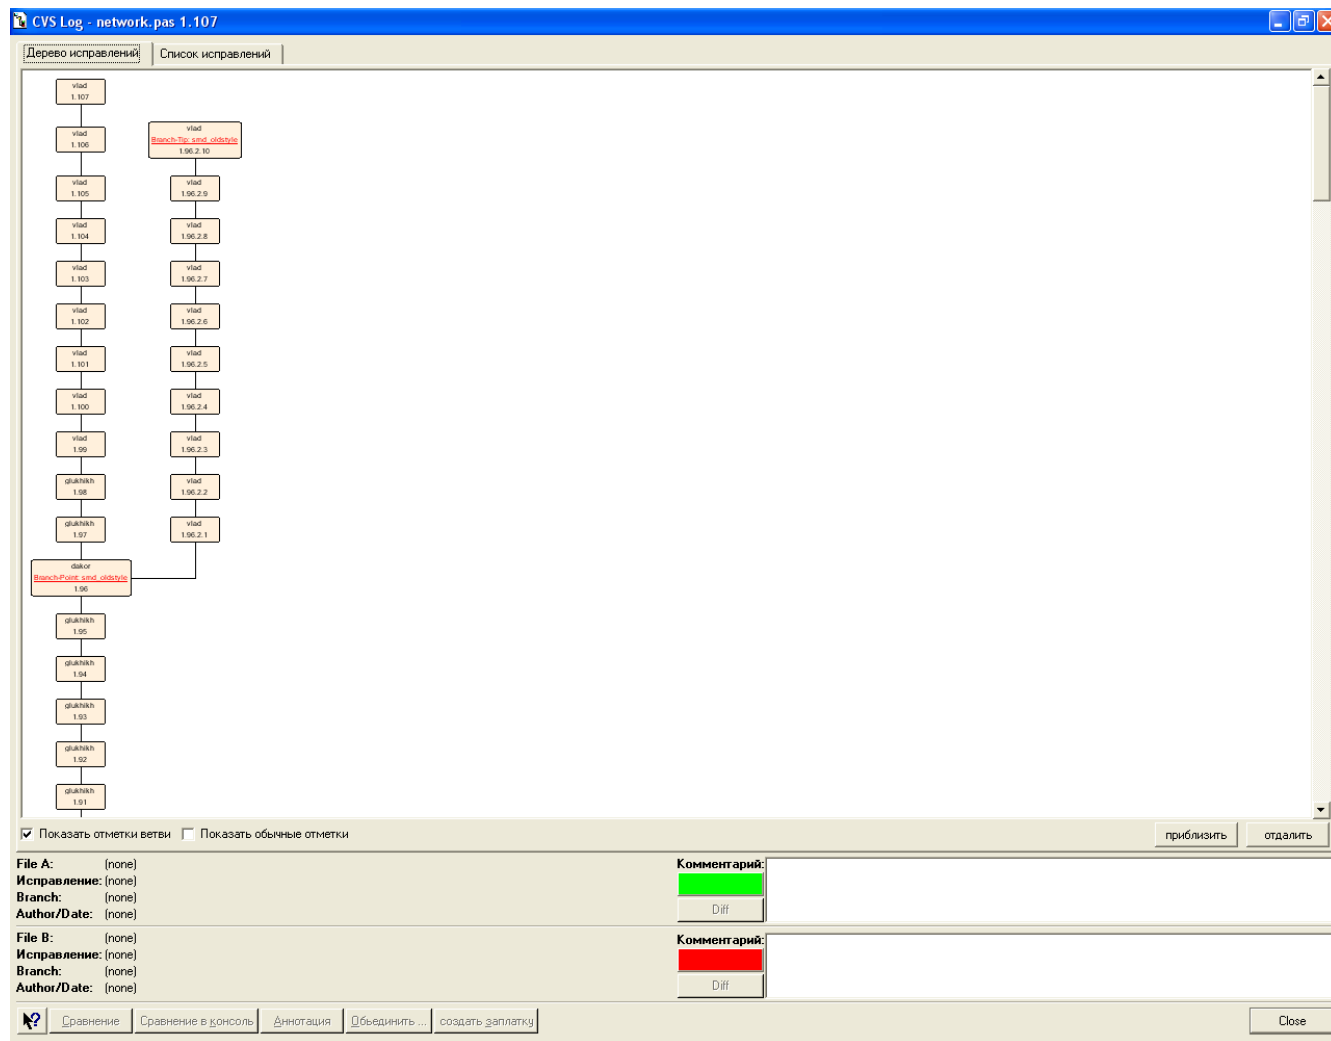 CVS Log - network.pas 1.107
Дерево исправлений
Список исправлений
vlad
1.107
vlad
1.106
vlad
1.105
vlad
1.104
vlad
1.103
vlad
1.102
vlad
1.101
vlad
1.100
vlad
1.99
glukhikh
1.98
glukhikh
1.97
dakor
Branch-Point: smd_oldstyle
1.96
glukhikh
1.95
glukhikh
1.94
glukhikh
1.93
glukhikh
1.92
glukhikh
1.91
vlad
Branch-Tip: smd_oldstyle
1.96.2.10
vlad
1.96.2.9
vlad
1.96.2.8
vlad
1.96.2.7
vlad
1.96.2.6
vlad
1.96.2.5
vlad
1.96.2.4
vlad
1.96.2.3
vlad
1.96.2.2
vlad
1.96.2.1
Показать отметки ветви
Показать обычные отметки
приблизить
отдалить
File A: (none)
Исправление: (none)
Branch: (none)
Author/Date: (none)
Комментарий:
Diff
File B: (none)
Исправление: (none)
Branch: (none)
Author/Date: (none)
Комментарий:
Diff
Сравнение
Сравнение в консоль
Аннотация
Объединить ...
создать заплатку
Close